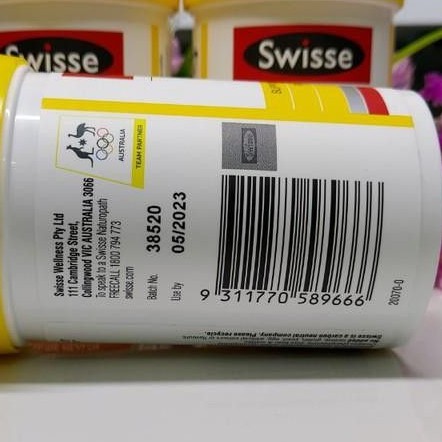 Swisse
Swisse
AUSTRALIA
TEAM PARTNER
Swisse Wellness Pty Ltd
111 Cambridge Street,
Collingwood VIC AUSTRALIA 3066
To speak to a Swisse Naturopath
FREECALL 1800 794 773
swisse.com
Batch No. 38520
Use by 05/2023
9 311770 589666
Swisse is a carbon neutral company. Please recycle.